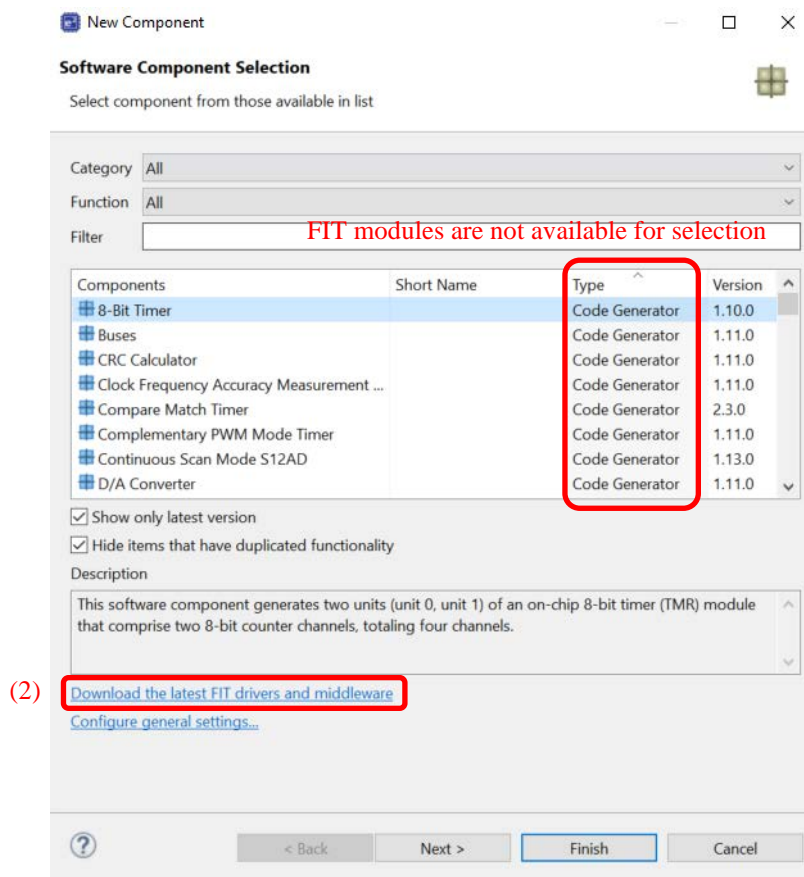 New Component
Software Component Selection
Select component from those available in list
Category All
Function All
FIT modules are not available for selection
Filter
Components Short Name Type Version
8-Bit Timer Code Generator 1.10.0
Buses Code Generator 1.11.0
CRC Calculator Code Generator 1.11.0
Clock Frequency Accuracy Measurement ... Code Generator 1.11.0
Compare Match Timer Code Generator 2.3.0
Complementary PWM Mode Timer Code Generator 1.11.0
Continuous Scan Mode S12AD Code Generator 1.13.0
D/A Converter Code Generator 1.11.0
Show only latest version
Hide items that have duplicated functionality
Description
This software component generates two units (unit 0, unit 1) of an on-chip 8-bit timer (TMR) module
that comprise two 8-bit counter channels, totaling four channels.
(2) Download the latest FIT drivers and middleware
Configure general settings...
? < Back Next > Finish Cancel